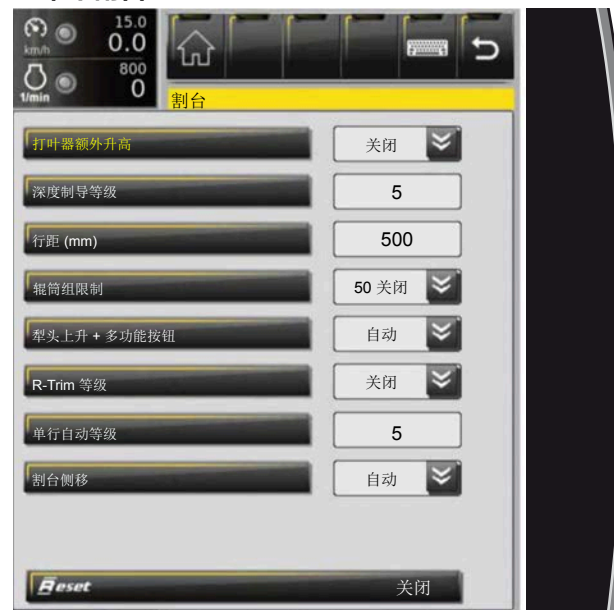 15.0
km/h 0.0
800
1/min 0
割台
打叶器额外升高 关闭
深度制导等级 5
行距 (mm) 500
辊筒组限制 50 关闭
犁头上升 + 多功能按钮 自动
R-Trim 等级 关闭
单行自动等级 5
割台侧移 自动
Reset 关闭